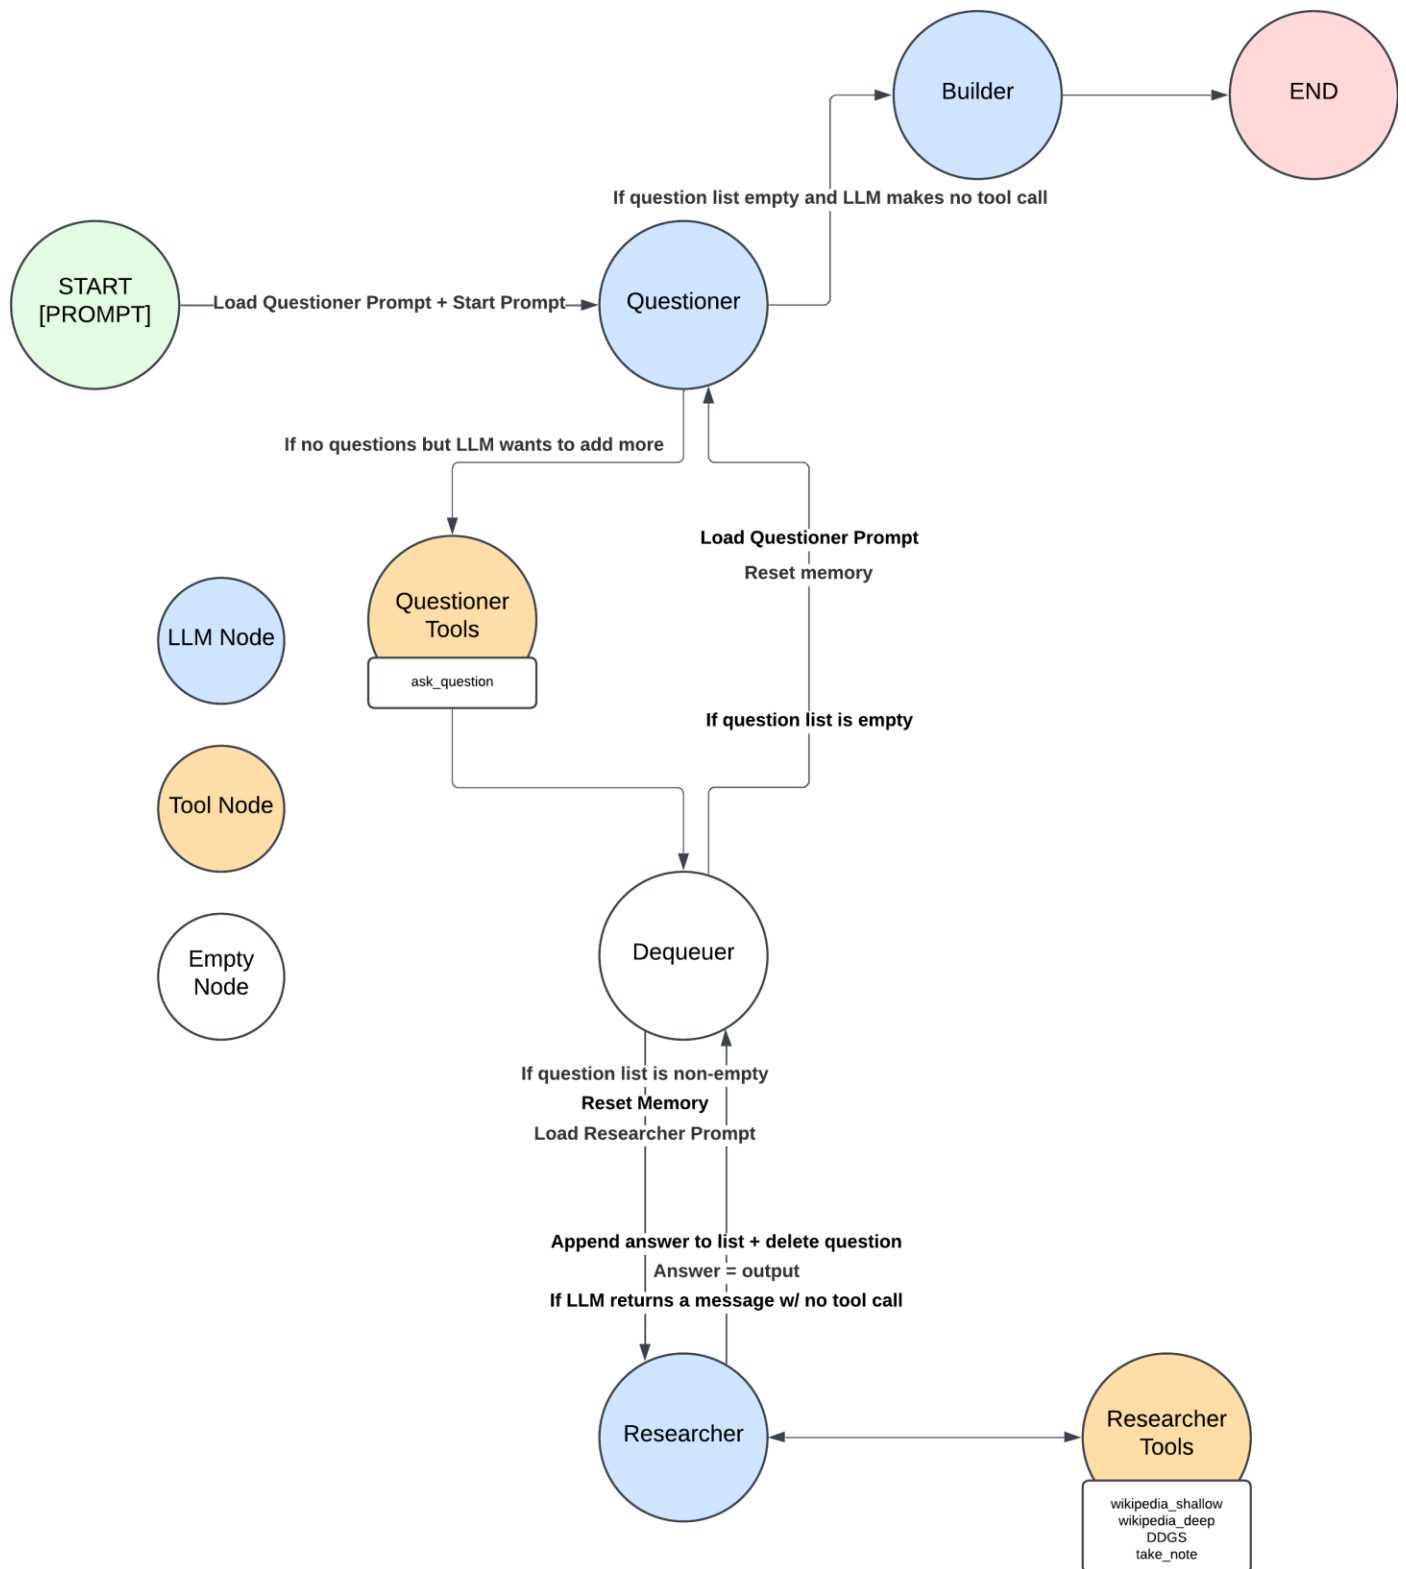 Builder
END
If question list empty and LLM makes no tool call
START
[PROMPT]
Load Questioner Prompt + Start Prompt
Questioner
If no questions but LLM wants to add more
Load Questioner Prompt
Reset memory
Questioner
Tools
ask_question
LLM Node
If question list is empty
Tool Node
Dequeuer
Empty
Node
If question list is non-empty
Reset Memory
Load Researcher Prompt
Append answer to list + delete question
Answer = output
If LLM returns a message w/ no tool call
Researcher
Researcher
Tools
wikipedia_shallow
wikipedia_deep
DDGS
take_note